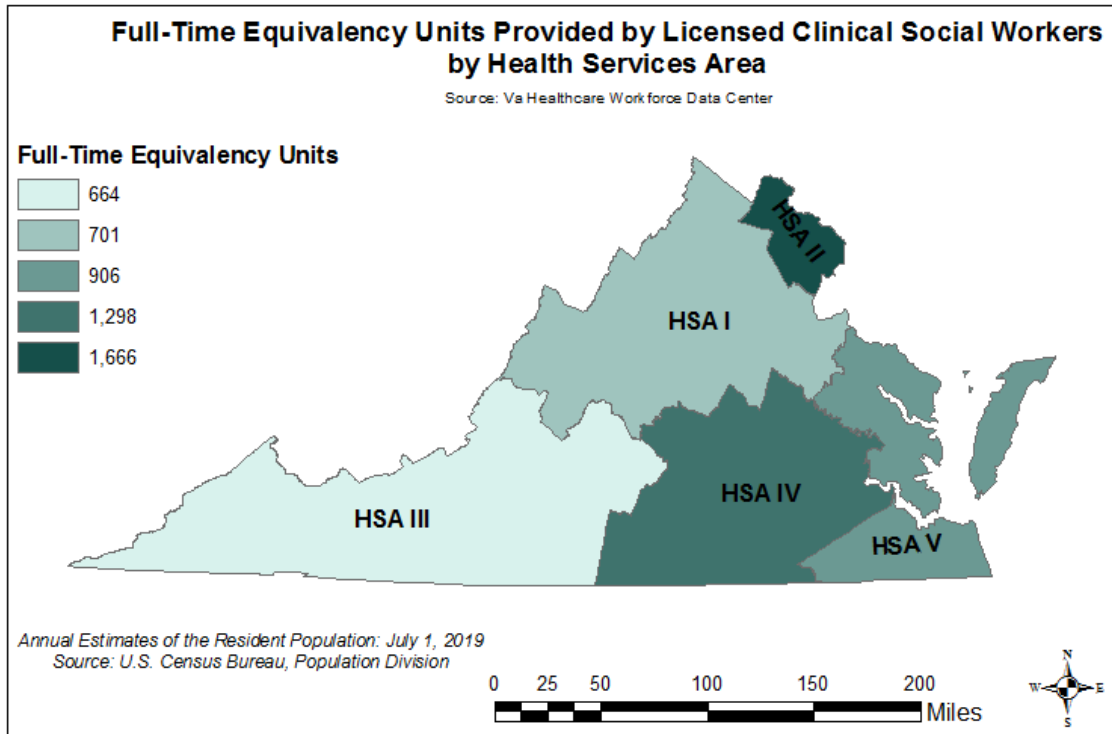 Full-Time Equivalency Units Provided by Licensed Clinical Social Workers
by Health Services Area
Source: Va Healthcare Workforce Data Center
Full-Time Equivalency Units
664
701
906
1,298
1,666
HSA II
HSA I
HSA IV
HSA III
HSA V
Annual Estimates of the Resident Population: July 1, 2019
Source: U.S. Census Bureau, Population Division
0 25 50 100 150 200
Miles
N
W E
S